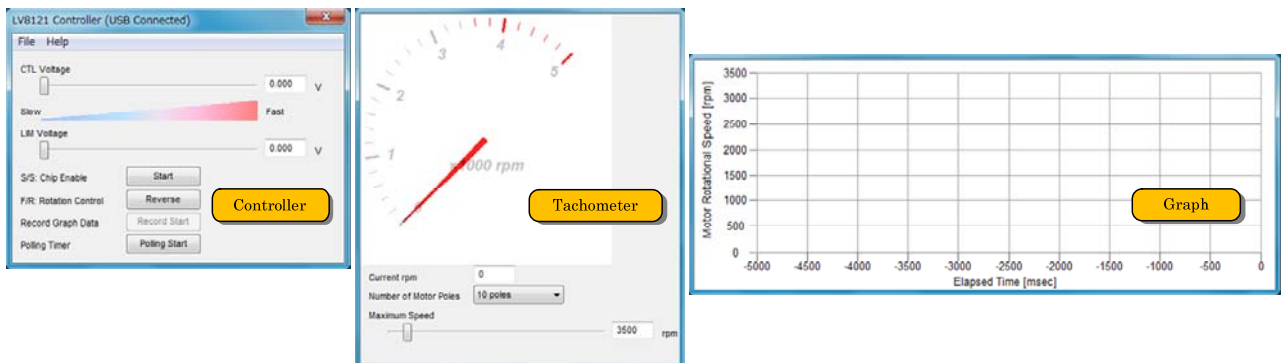 LV8121 Controller (USB Connected)
File Help
CTL Voltage
0.000 V
Slow Fast
LIM Voltage
0.000 V
S/S: Chip Enable Start
F/R: Rotation Control Reverse
Record Graph Data Record Start
Polling Timer Polling Start
Controller
1
2
3
4
5
x1000 rpm
Tachometer
Current rpm 0
Number of Motor Poles 10 poles
Maximum Speed
3500 rpm
Motor Rotational Speed [rpm]
3500
3000
2500
2000
1500
1000
500
0
-5000 -4500 -4000 -3500 -3000 -2500 -2000 -1500 -1000 -500 0
Elapsed Time [msec]
Graph